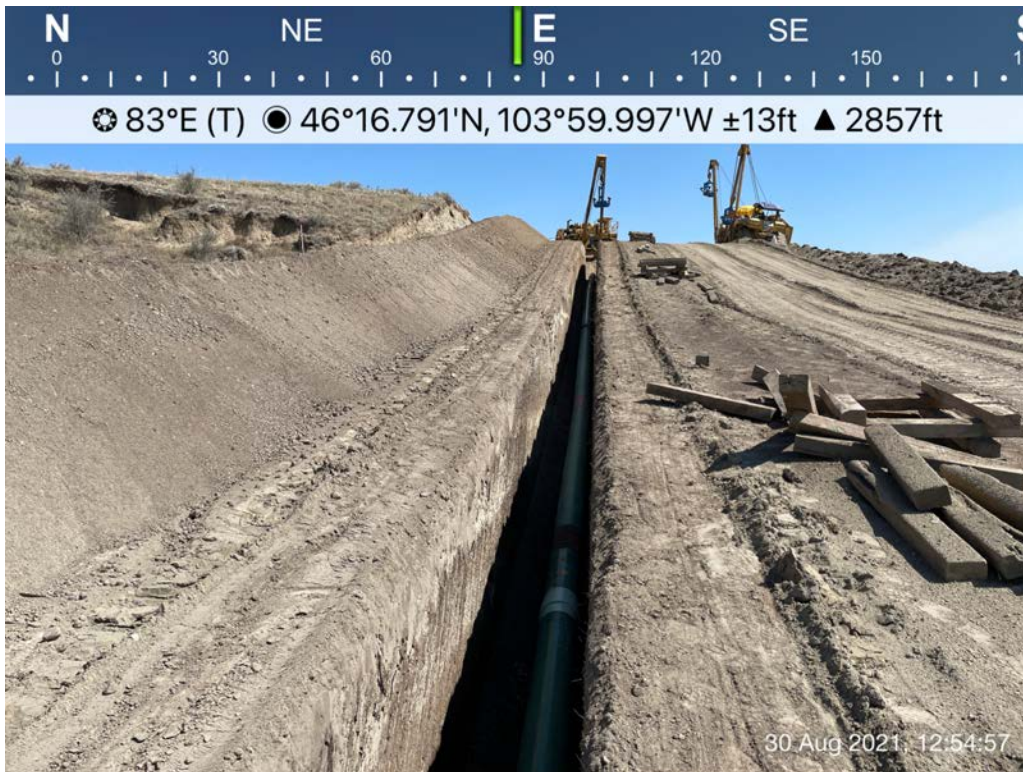 N NE E SE S
0 30 60 90 120 150
83°E (T) 46°16.791'N, 103°59.997'W ±13ft ▲ 2857ft
30 Aug 2021, 12:54:57